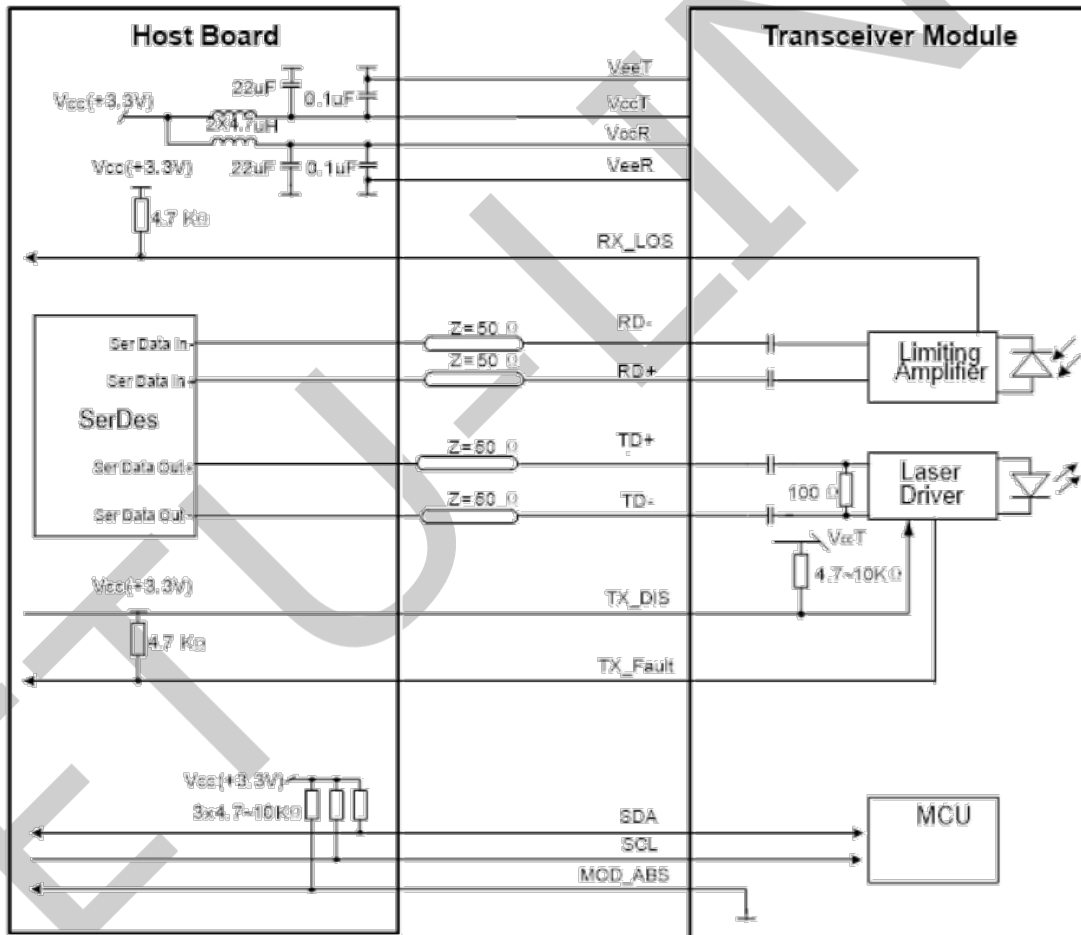 Host Board
Transceiver Module
VeeT
22uF
0.1uF
Vcc(+3.3V)
VccT
2X4.7uH
VccR
Vcc(+3.3V)
22uF
0.1uF
VeeR
4.7 KΩ
RX_LOS
Z=50 Ω
RD-
Ser Data In-
Z=50 Ω
Limiting
Amplifier
Ser Data In+
RD+
SerDes
Z=50 Ω
TD+
Ser Data Out+
Laser
Driver
Z=50 Ω
TD-
100 Ω
Ser Data Out-
VccT
4.7~10KΩ
Vcc(+3.3V)
TX_DIS
4.7 KΩ
TX_Fault
Vcc(+3.3V)
3x4.7~10KΩ
SDA
MCU
SCL
MOD_ABS
ETU-LIN